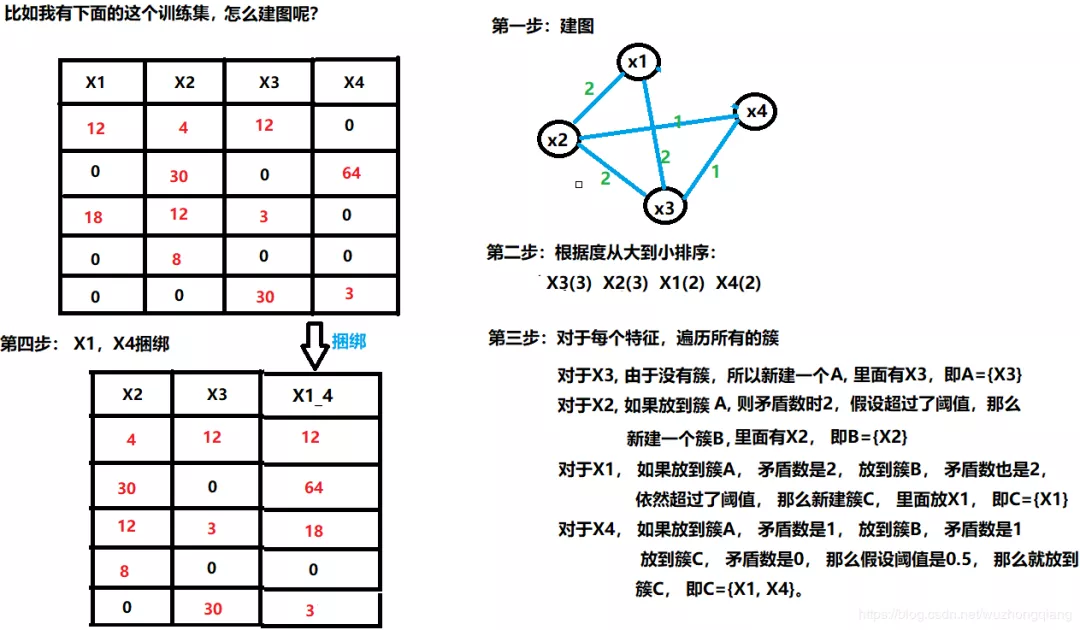 比如我有下面的这个训练集，怎么建图呢？
X1 X2 X3 X4
12 4 12 0
0 30 0 64
18 12 3 0
0 8 0 0
0 0 30 3
第四步： X1，X4捆绑
捆绑
X2 X3 X1_4
4 12 12
30 0 64
12 3 18
8 0 0
0 30 3
第一步：建图
x1
2
x4
1
x2
2
2
1
x3
第二步：根据度从大到小排序：
X3(3) X2(3) X1(2) X4(2)
第三步：对于每个特征，遍历所有的簇
对于X3, 由于没有簇，所以新建一个A, 里面有X3，即A={X3}
对于X2, 如果放到簇 A, 则矛盾数时2，假设超过了阈值，那么
新建一个簇B, 里面有X2， 即B={X2}
对于X1， 如果放到簇A， 矛盾数是2， 放到簇B， 矛盾数也是2，
依然超过了阈值， 那么新建簇C， 里面放X1， 即C={X1}
对于X4， 如果放到簇A， 矛盾数是1， 放到簇B， 矛盾数是1
放到簇C， 矛盾数是0， 那么假设阈值是0.5， 那么就放到
簇C， 即C={X1, X4}。
https://blog.csdn.net/wuzhongqiang